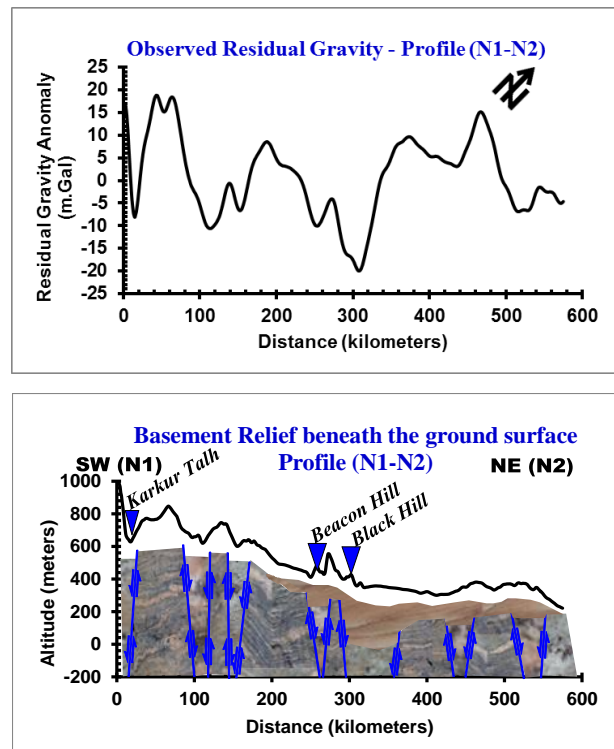 Observed Residual Gravity - Profile (N1-N2)
25
20
15
10
5
0
-5
-10
-15
-20
-25
Residual Gravity Anomaly
(m.Gal)
N
0
100
200
300
400
500
600
Distance (kilometers)
Basement Relief beneath the ground surface
Profile (N1-N2)
SW (N1)
NE (N2)
Karkur Talh
Beacon Hill
Black Hill
1000
800
600
400
200
0
-200
Altitude (meters)
0
100
200
300
400
500
600
Distance (kilometers)